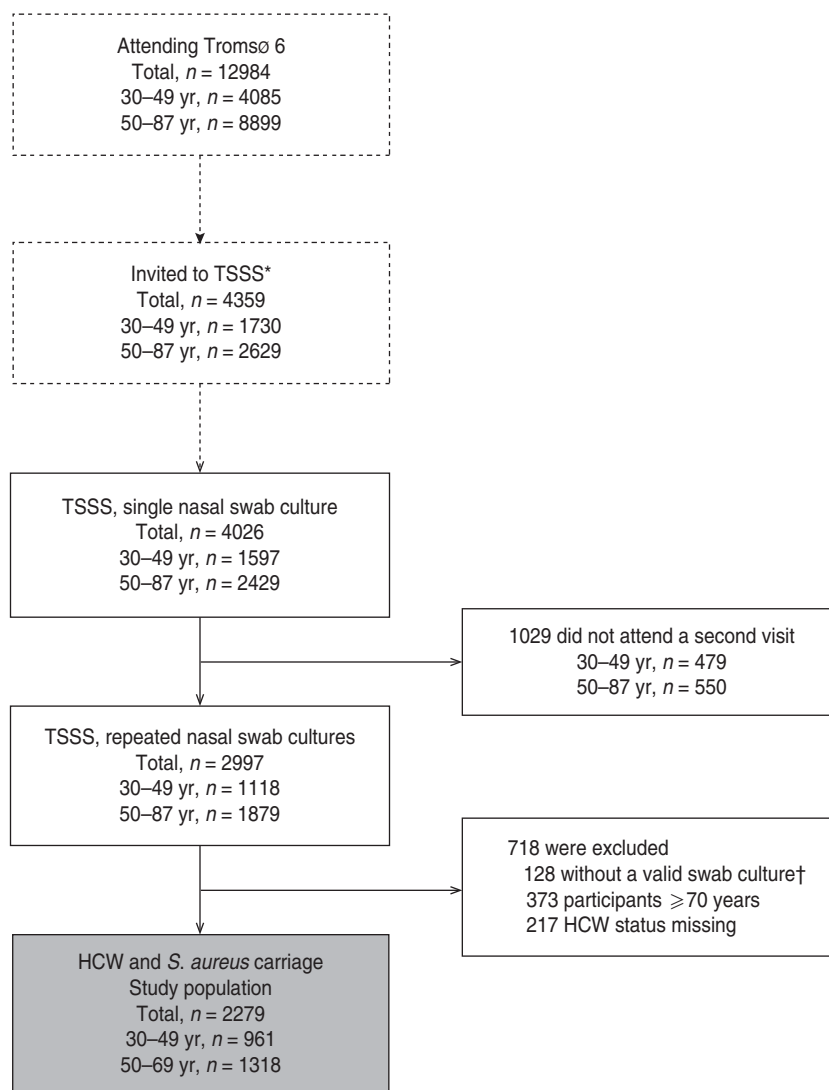 Attending Tromsø 6
Total, n = 12984
30–49 yr, n = 4085
50–87 yr, n = 8899
Invited to TSSS*
Total, n = 4359
30–49 yr, n = 1730
50–87 yr, n = 2629
TSSS, single nasal swab culture
Total, n = 4026
30–49 yr, n = 1597
50–87 yr, n = 2429
1029 did not attend a second visit
30–49 yr, n = 479
50–87 yr, n = 550
TSSS, repeated nasal swab cultures
Total, n = 2997
30–49 yr, n = 1118
50–87 yr, n = 1879
718 were excluded
128 without a valid swab culture†
373 participants ⩾70 years
217 HCW status missing
HCW and S. aureus carriage
Study population
Total, n = 2279
30–49 yr, n = 961
50–69 yr, n = 1318